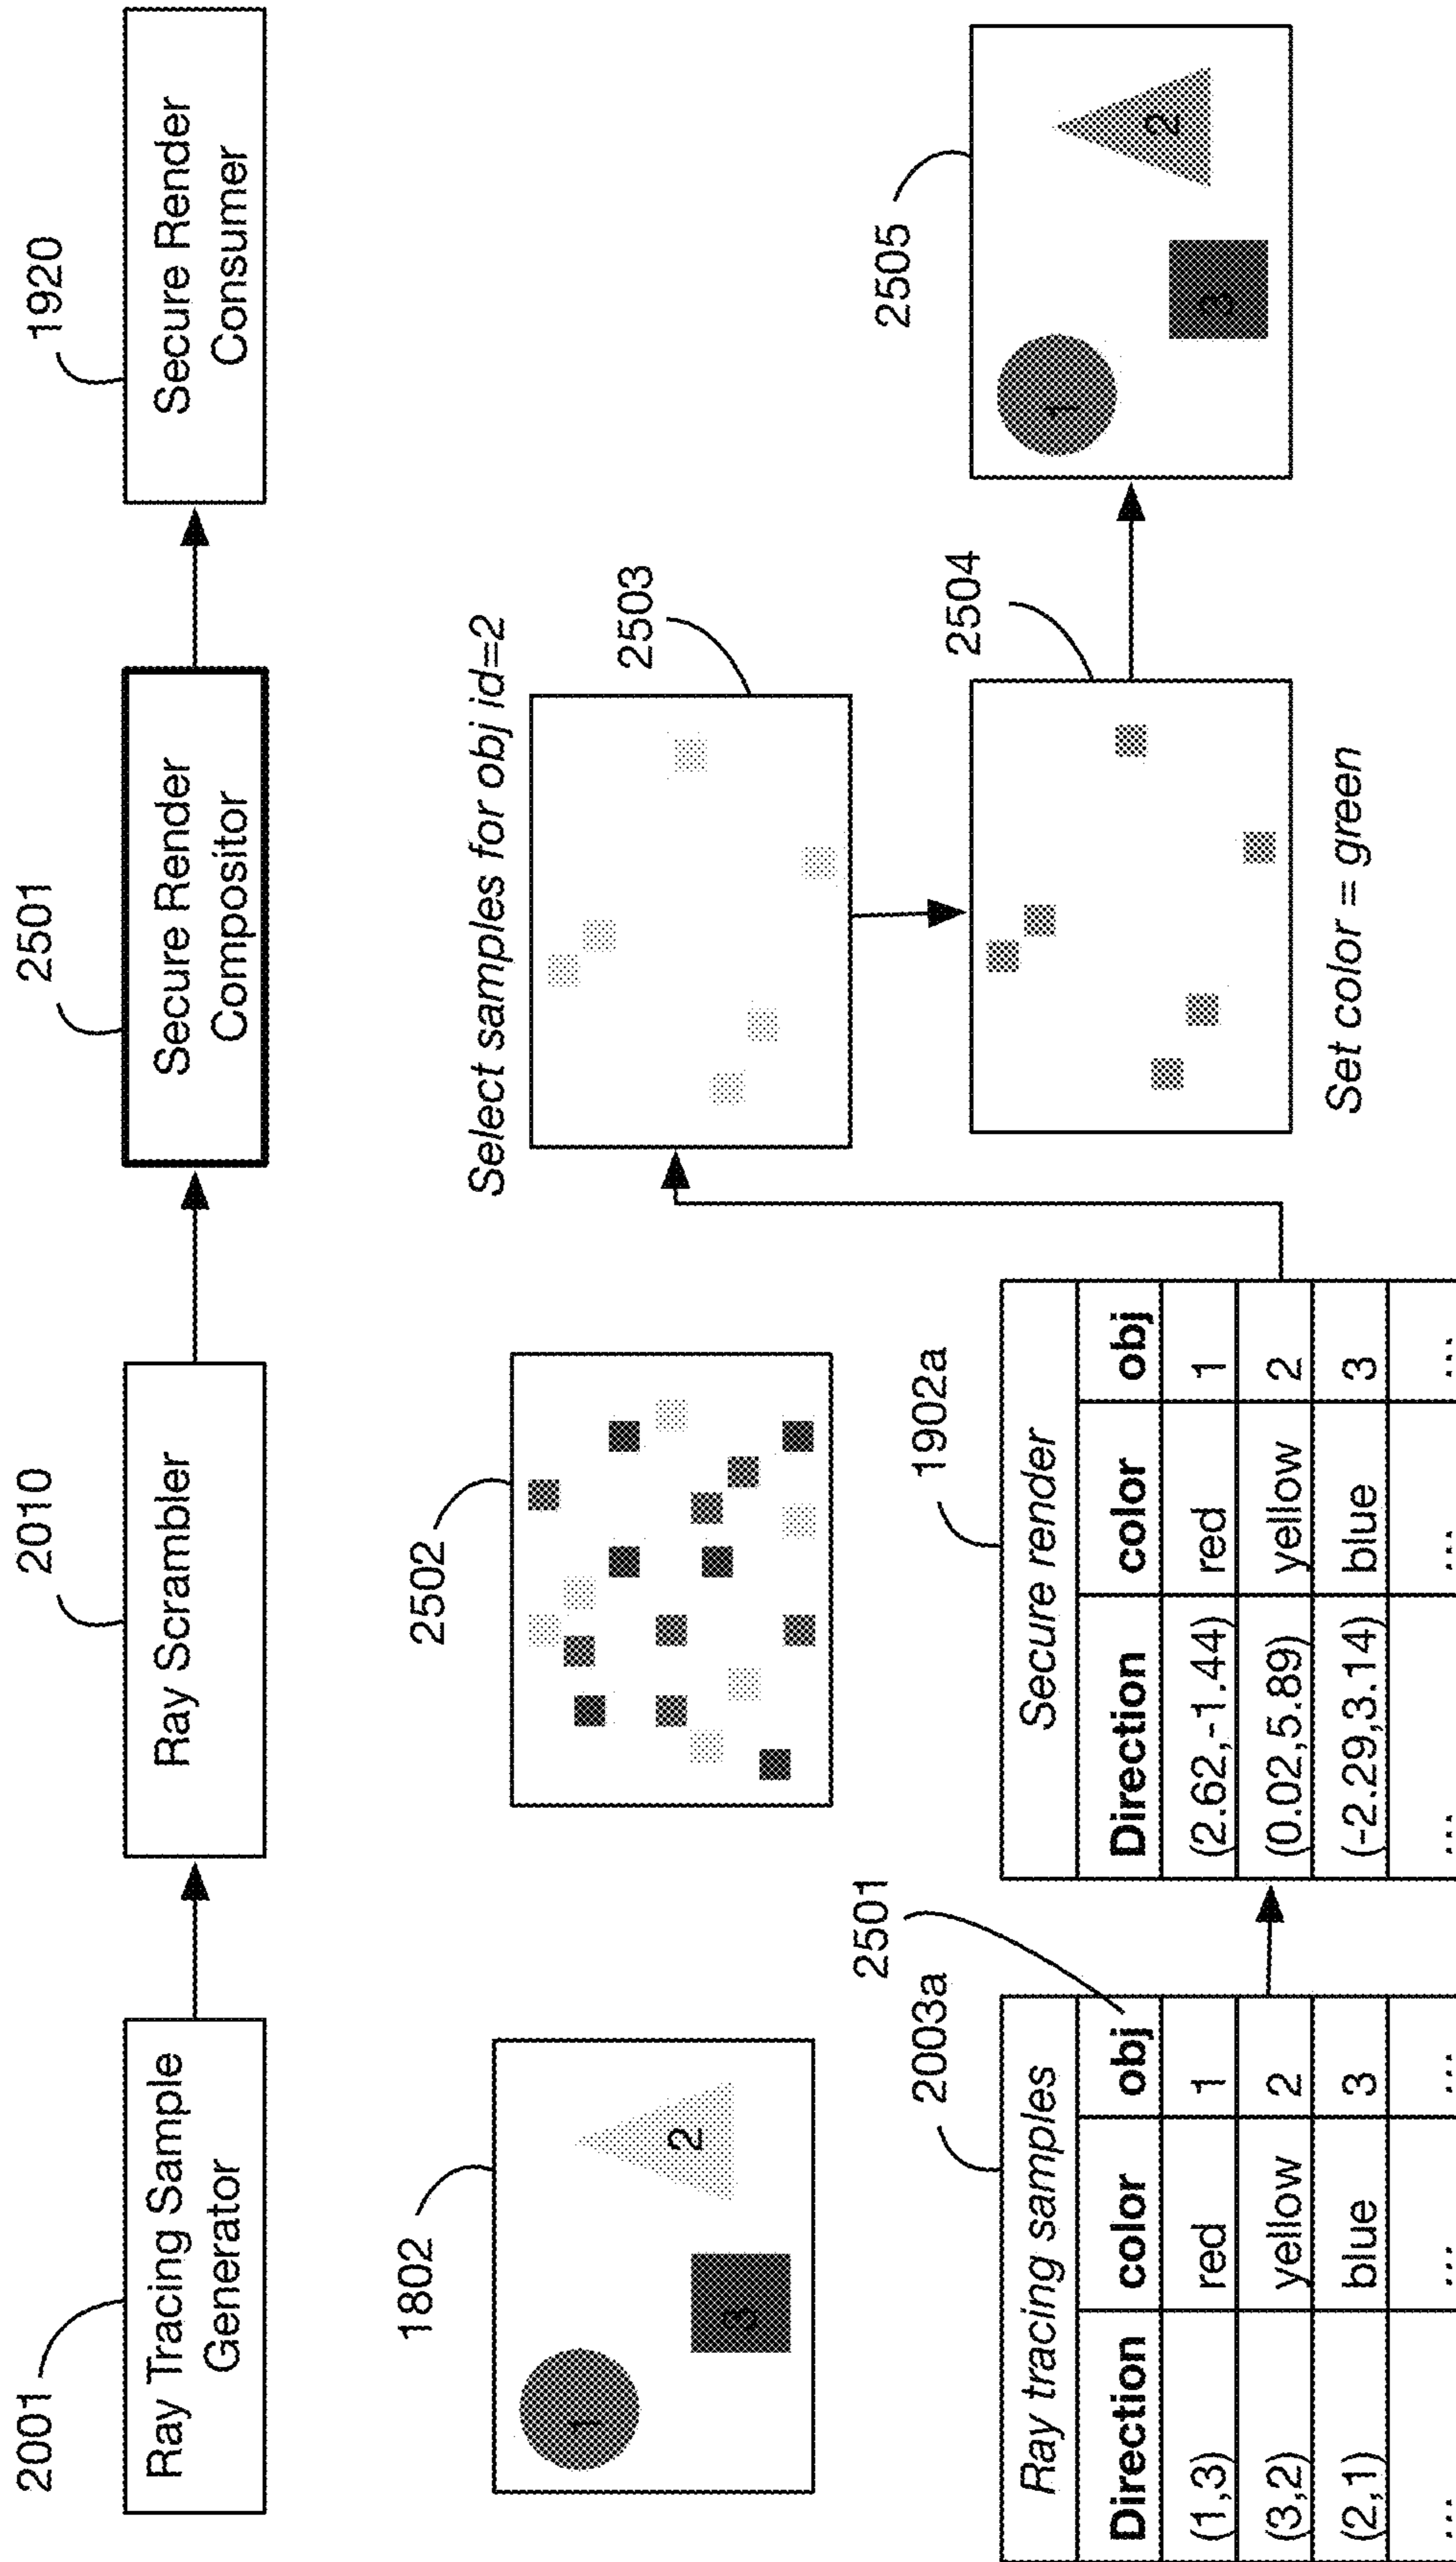 2001
2010
2501
1920
Ray Tracing Sample
Generator
Ray Scrambler
Secure Render
Compositor
Secure Render
Consumer
1802
1
2
3
2502
Select samples for obj id=2
2503
2003a
2501
Ray tracing samples
Direction color obj
(1,3) red 1
(3,2) yellow 2
(2,1) blue 3
... ... ...
1902a
Secure render
Direction color obj
(2.62,-1.44) red 1
(0.02,5.89) yellow 2
(-2.29,3.14) blue 3
... ... ...
2504
Set color = green
2505
1
2
3